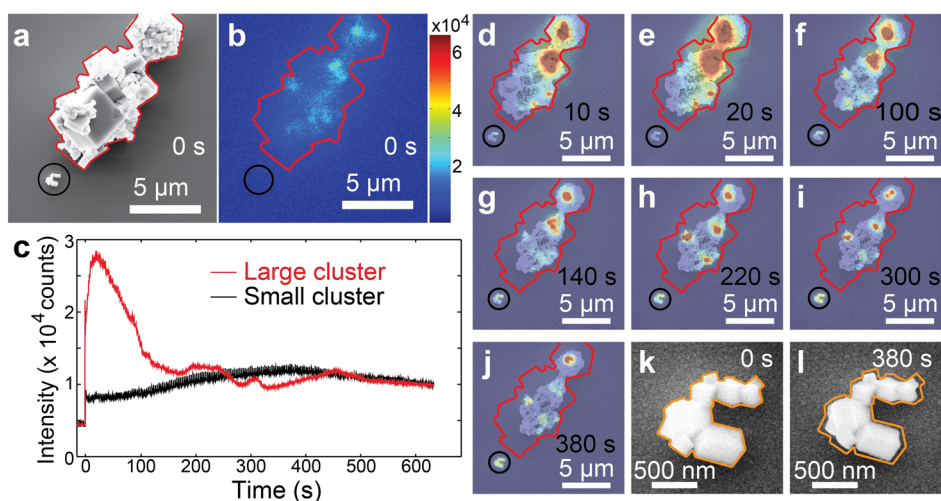 a
0 s
5 μm
b
0 s
5 μm
x10⁴
6
4
2
c
Intensity (x 10⁴ counts)
3
2
1
0
Large cluster
Small cluster
0
100
200
300
400
500
600
Time (s)
d
10 s
5 μm
e
20 s
5 μm
f
100 s
5 μm
g
140 s
5 μm
h
220 s
5 μm
i
300 s
5 μm
j
380 s
5 μm
k
0 s
500 nm
l
380 s
500 nm